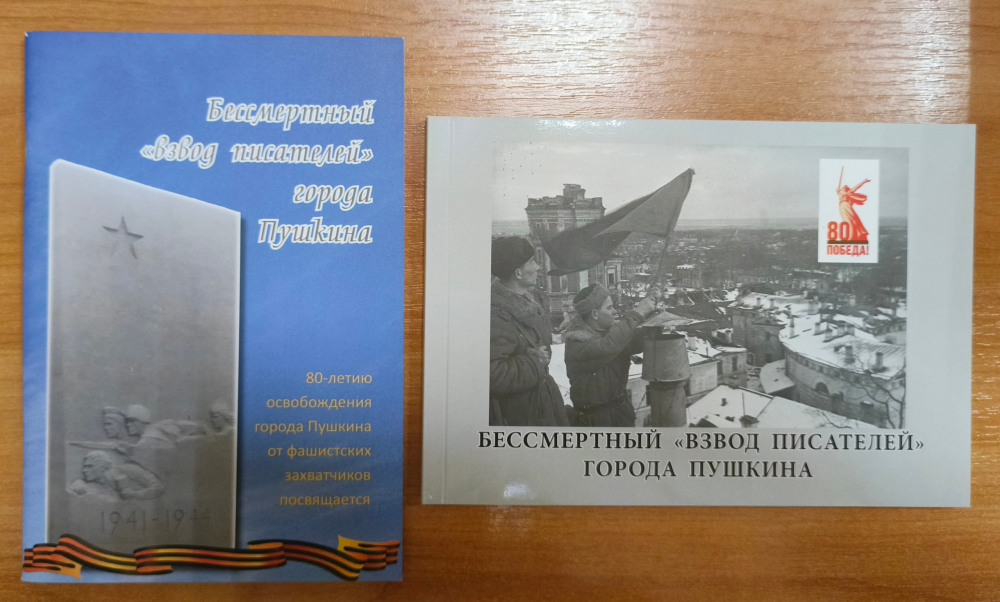 Бессмертный
«взвод писателей»
города
Пушкина
80-летию
освобождения
города Пушкина
от фашистских
захватчиков
посвящается
1941-1944
80
ПОБЕДА!
БЕССМЕРТНЫЙ «ВЗВОД ПИСАТЕЛЕЙ»
ГОРОДА ПУШКИНА